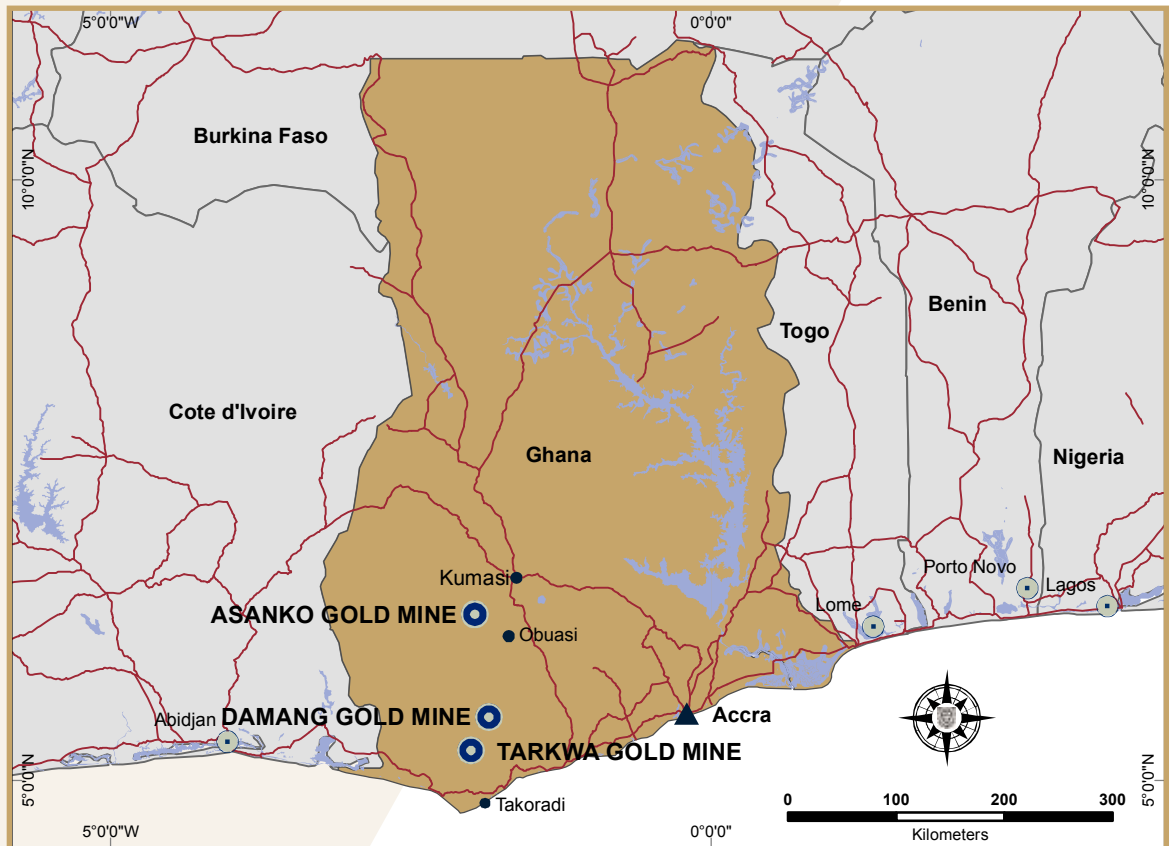 5°0'0"W
0°0'0"
Burkina Faso
10°0'0"N
10°0'0"N
Benin
Togo
Cote d'Ivoire
Ghana
Nigeria
Porto Novo
Kumasi
Lagos
Lome
ASANKO GOLD MINE
Obuasi
Abidjan
DAMANG GOLD MINE
Accra
TARKWA GOLD MINE
5°0'0"N
5°0'0"N
Takoradi
0
100
200
300
Kilometers
5°0'0"W
0°0'0"